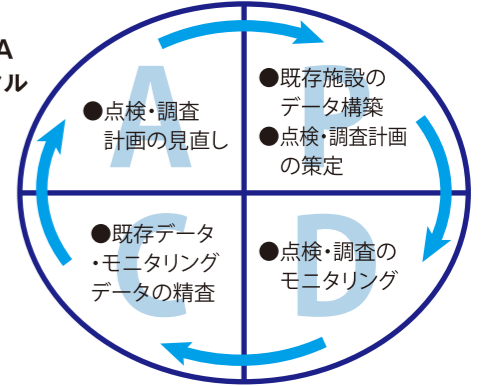 A
ル
A
●点検・調査
計画の見直し
P
●既存施設の
データ構築
●点検・調査計画
の策定
C
●既存データ
・モニタリング
データの精査
D
●点検・調査の
モニタリング